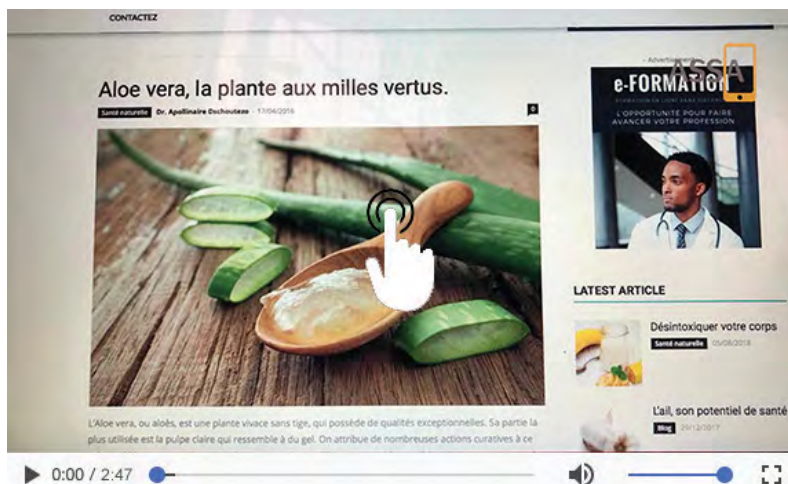 CONTACTEZ
Aloe vera, la plante aux milles vertus.
Santé naturelle Dr. Apollinaire Dschouteze - 17/04/2016 0
L'Aloe vera, ou aloès, est une plante vivace sans tige, qui possède de qualités exceptionnelles. Sa partie la
plus utilisée est la pulpe claire qui ressemble à du gel. On attribue de nombreuses actions curatives à ce
- Advertisement -
ASSA
e-FORMATION
L'OPPORTUNITÉ POUR FAIRE
AVANCER VOTRE PROFESSION
LATEST ARTICLE
Désintoxiquer votre corps
Santé naturelle 05/08/2018
L'ail, son potentiel de santé
Blog 29/12/2017
0:00 / 2:47